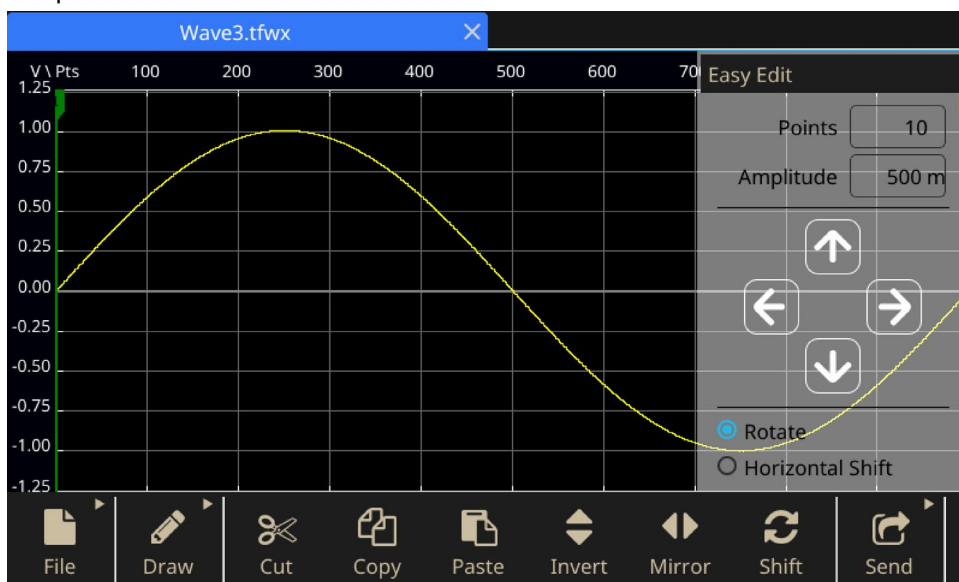 Wave3.tfwx
V \ Pts 100 200 300 400 500 600 70
Easy Edit
1.25
Points 10
1.00
0.75
Amplitude 500 m
0.50
0.25
0.00
-0.25
-0.50
-0.75
Rotate
-1.00
Horizontal Shift
-1.25
File Draw Cut Copy Paste Invert Mirror Shift Send